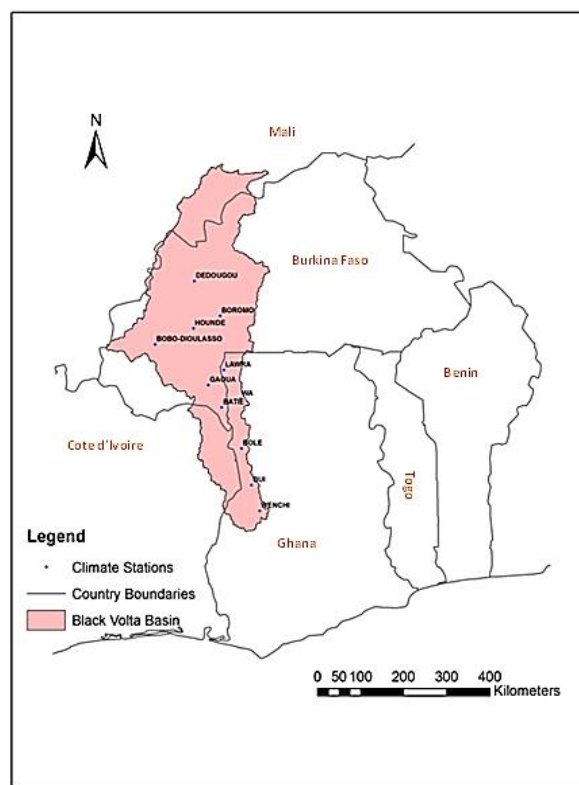 N
Mali
DEDOUGOU
Burkina Faso
BOROMO
HOUNDE
BOBO-DIOULASSO
LAWRA
Benin
GAOUA
WA
BATIE
Cote d'Ivoire
BOLE
Togo
BUI
WENCHI
Legend
Ghana
Climate Stations
Country Boundaries
Black Volta Basin
0 50 100 200 300 400
Kilometers